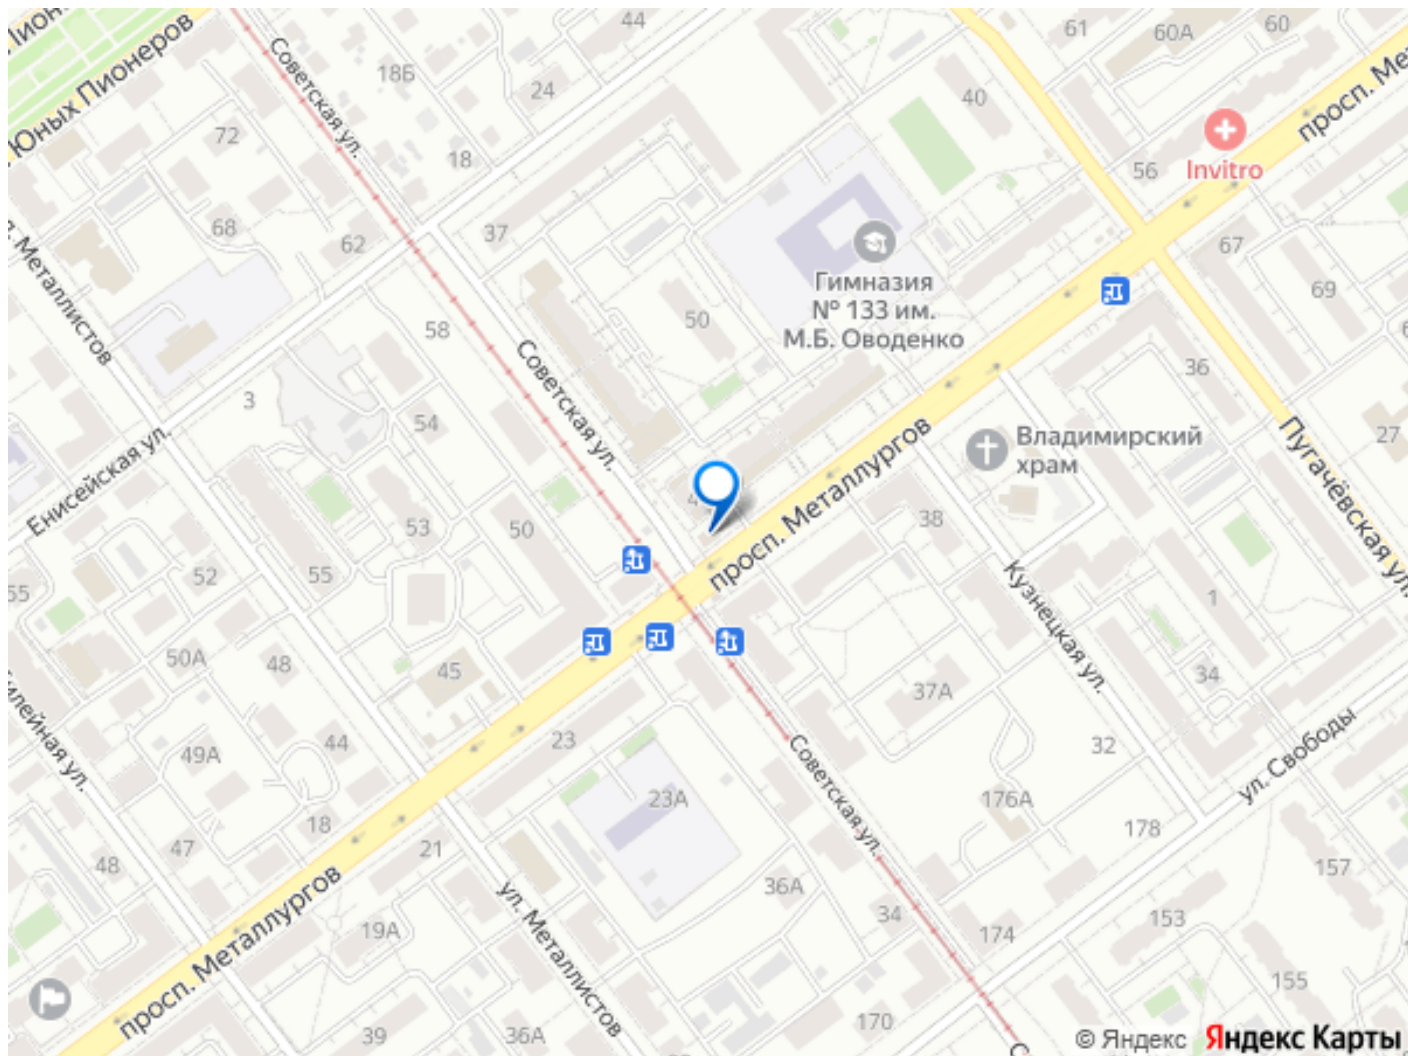 44
61
60А
60
Юных Пионеров
Советская ул.
18Б
24
40
просп. Ме
72
18
56
Invitro
68
62
37
67
л. Металлистов
58
50
Гимназия
№ 133 им.
М.Б. Оводенко
69
3
54
Советская ул.
36
Владимирский
храм
27
Енисейская ул.
53
50
38
просп. Металлургов
Пугачёвская ул.
55
52
55
Кузнецкая ул.
1
50А
48
45
37А
34
49А
44
23
32
ул. Свободы
18
23А
Советская ул.
176А
178
48
47
21
157
просп. Металлургов
19А
36А
34
153
174
ул. Металлистов
155
39
36А
170
© Яндекс Яндекс Карты